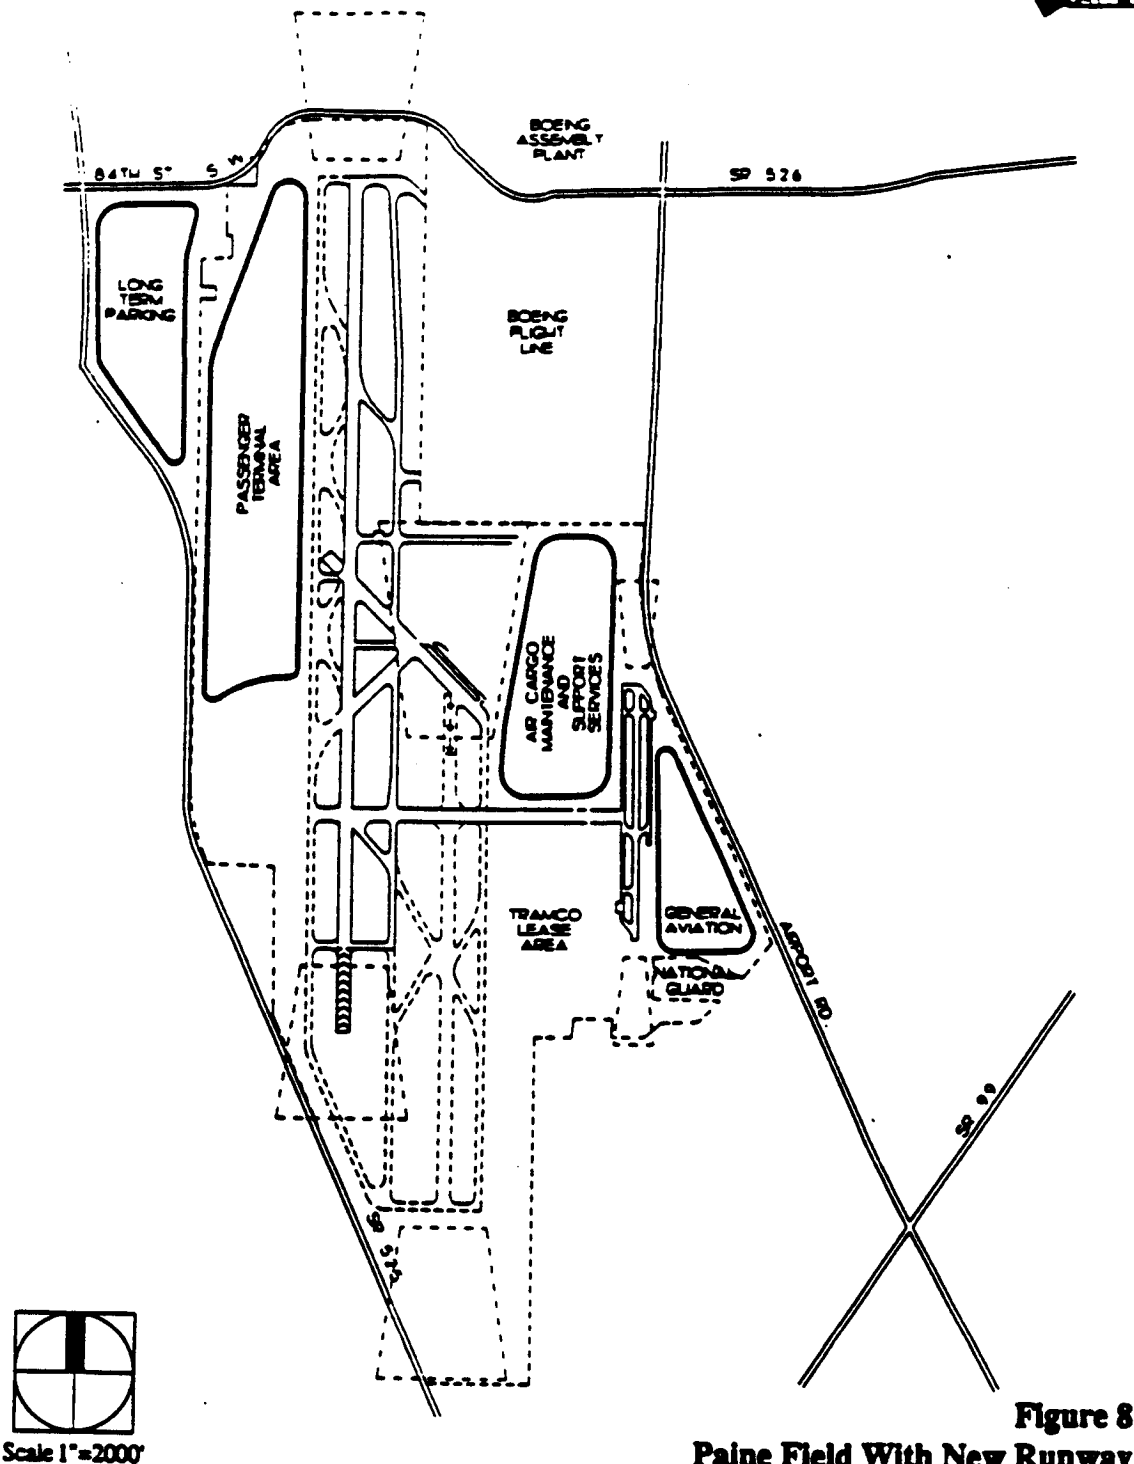 BOEING
ASSEMBLY
PLANT
84TH ST S W
SR 526
LONG
TERM
PARKING
BOEING
FLIGHT
LINE
PASSENGER
TERMINAL
AREA
AIR CARGO
MAINTENANCE
AND
SUPPORT
SERVICES
TRAMCO
LEASE
AREA
GENERAL
AVIATION
NATIONAL
GUARD
AIRPORT RD.
SR 99
SR 525
Scale 1"=2000'
Figure 8
Paine Field With New Runway